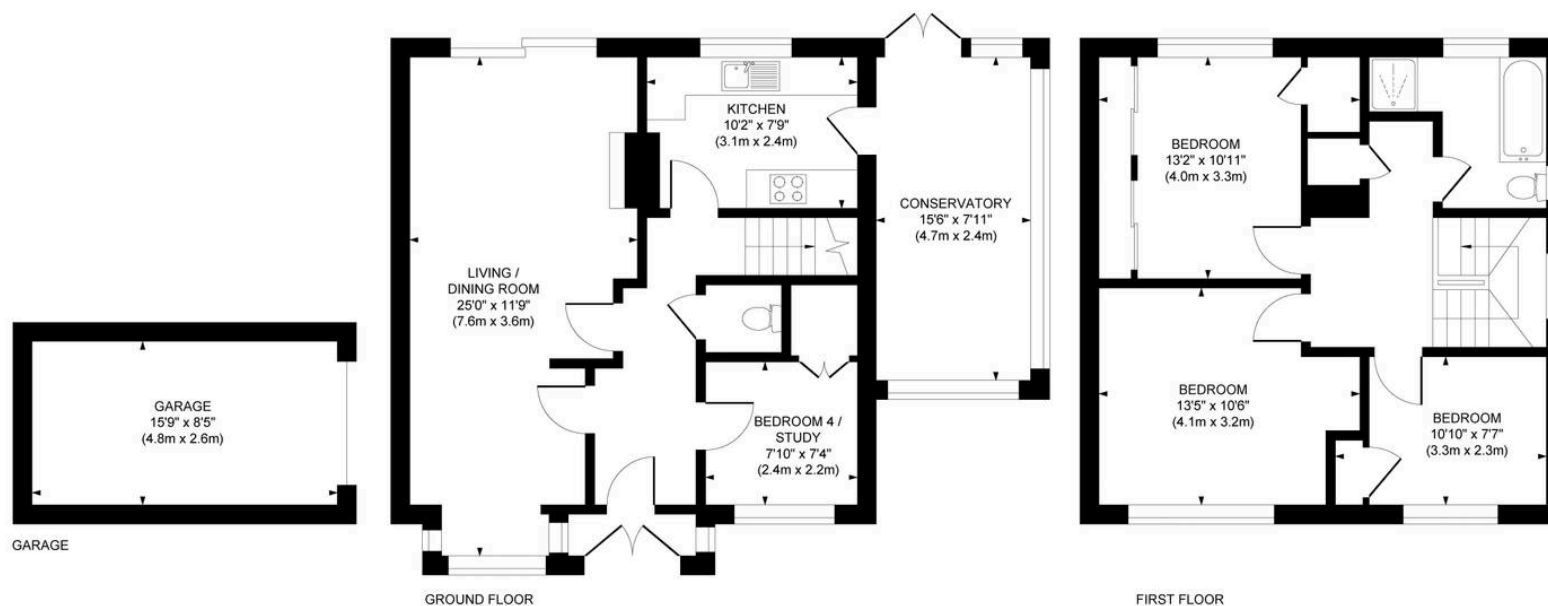 GARAGE
15'9" x 8'5"
(4.8m x 2.6m)
GARAGE
LIVING /
DINING ROOM
25'0" x 11'9"
(7.6m x 3.6m)
KITCHEN
10'2" x 7'9"
(3.1m x 2.4m)
CONSERVATORY
15'6" x 7'11"
(4.7m x 2.4m)
BEDROOM 4 /
STUDY
7'10" x 7'4"
(2.4m x 2.2m)
GROUND FLOOR
BEDROOM
13'2" x 10'11"
(4.0m x 3.3m)
BEDROOM
13'5" x 10'6"
(4.1m x 3.2m)
BEDROOM
10'10" x 7'7"
(3.3m x 2.3m)
FIRST FLOOR